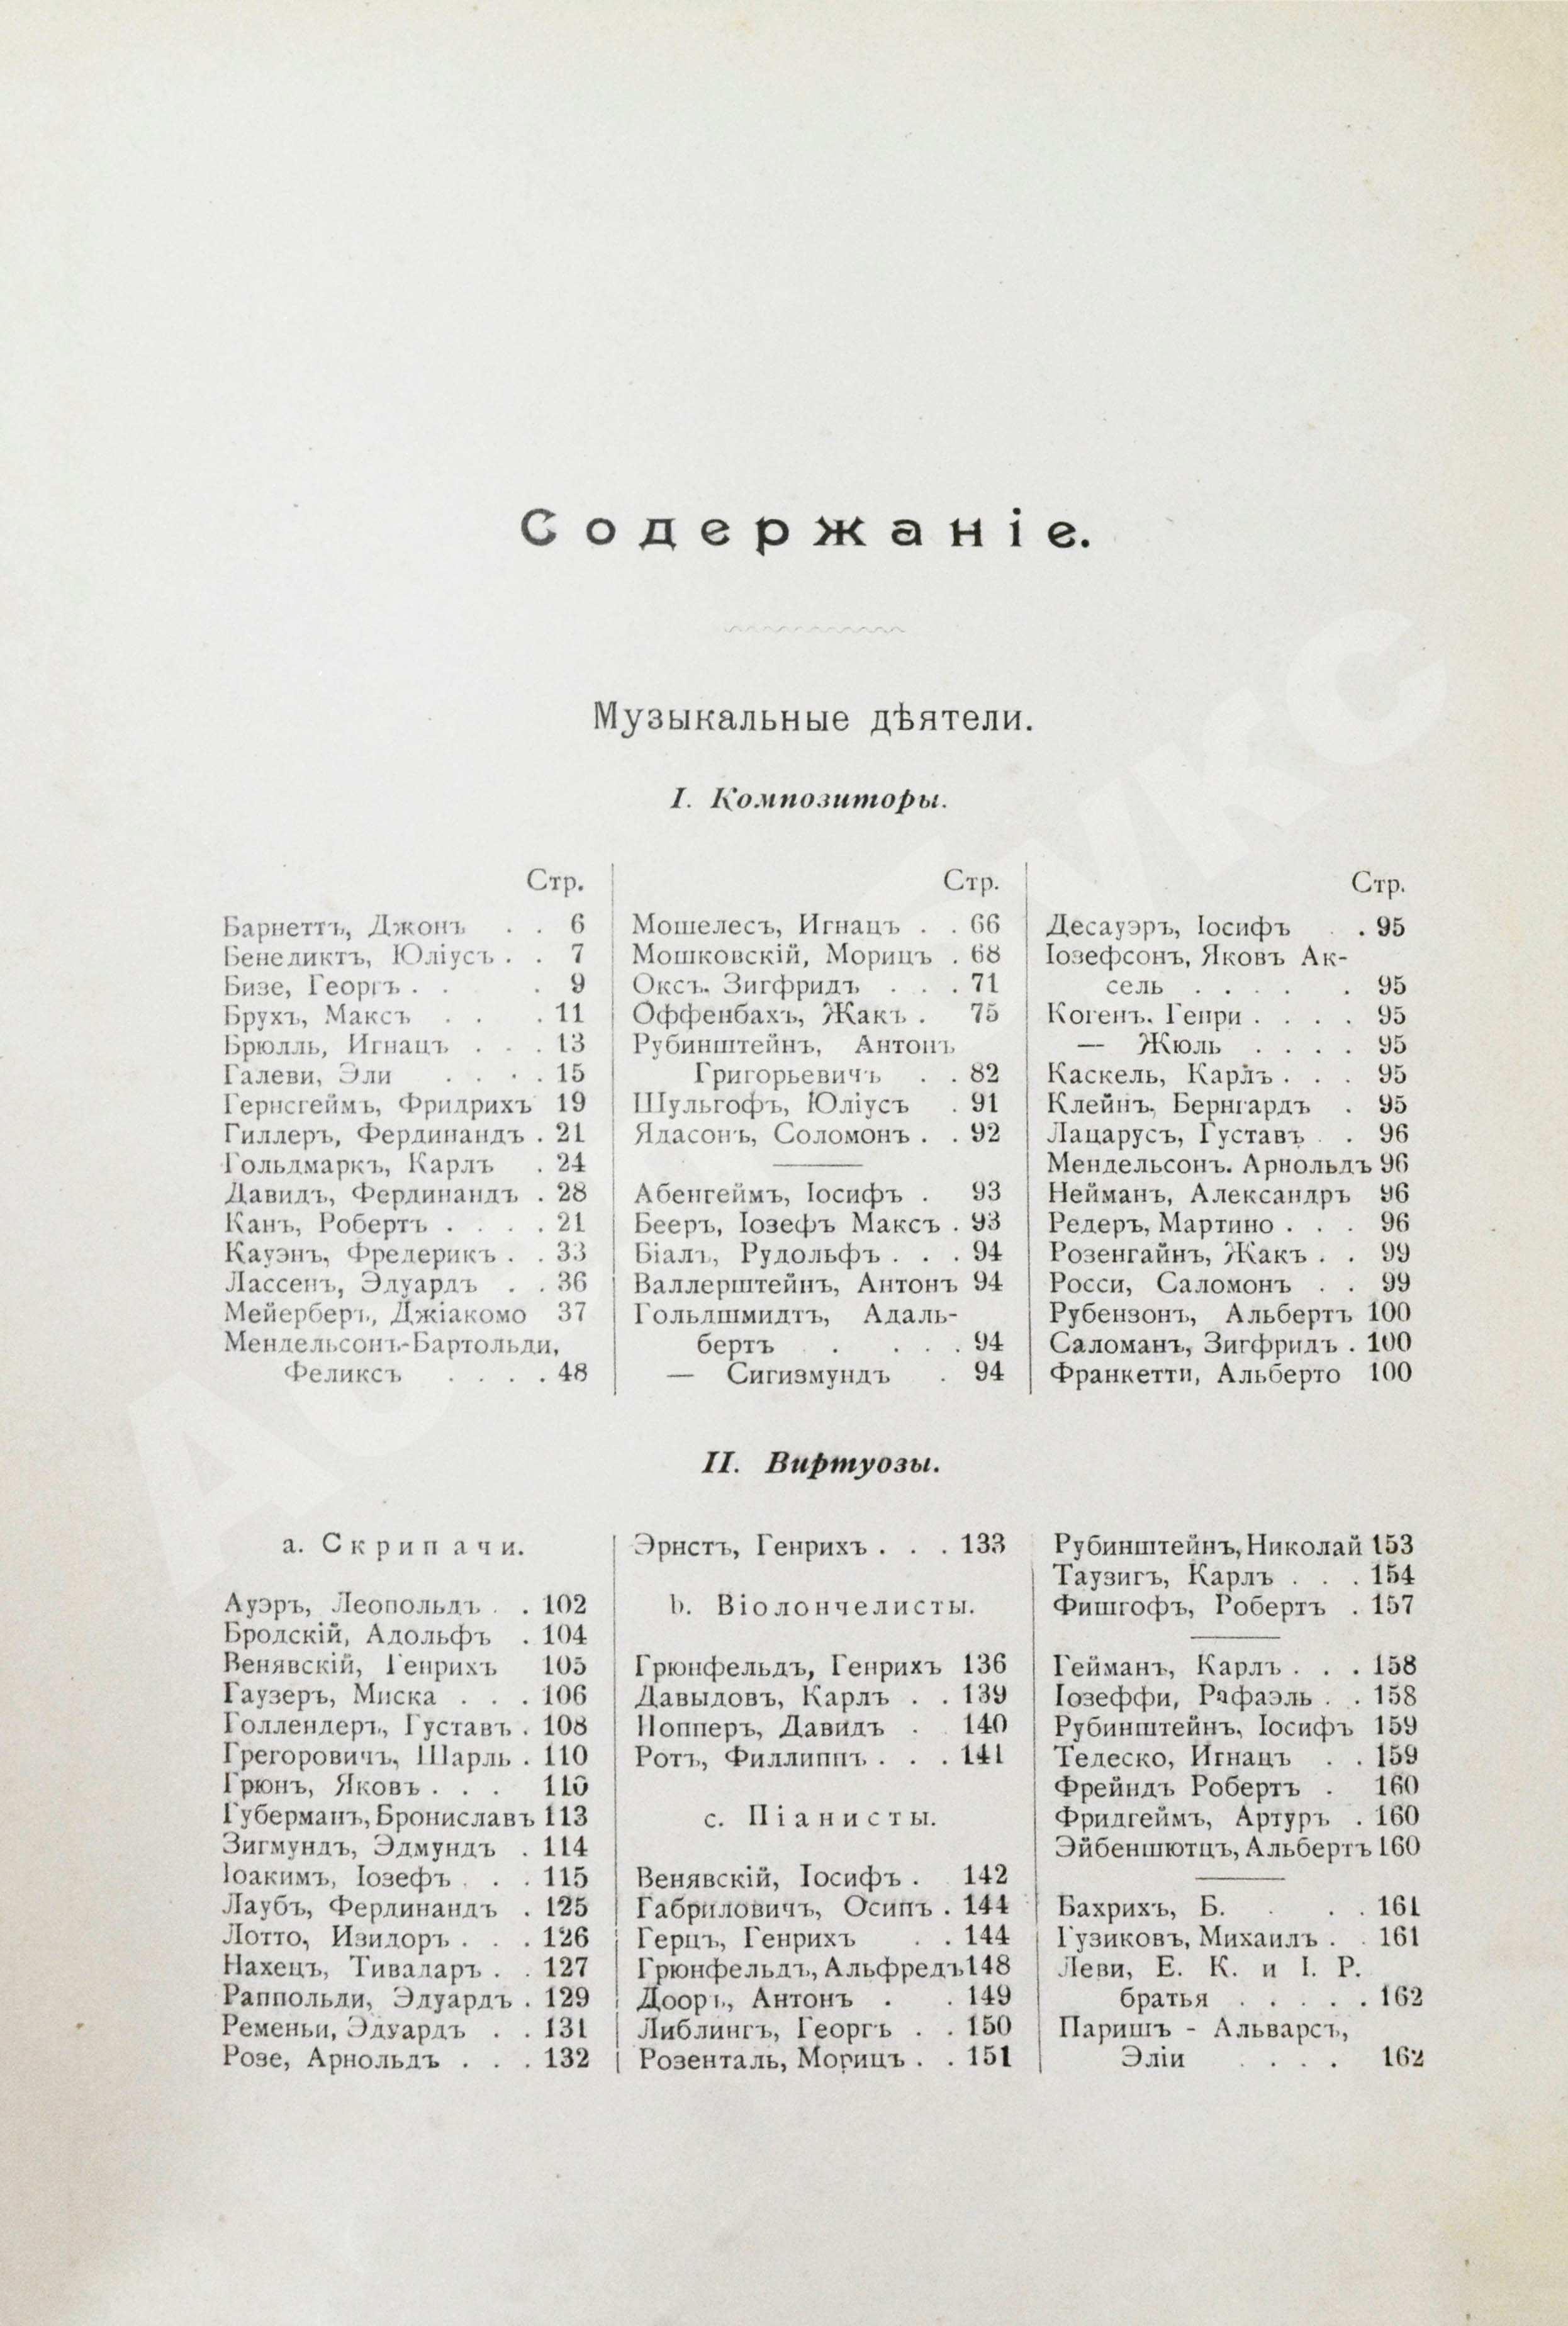 Содержаніе.
Музыкальные дѣятели.
I. Композиторы.
Стр.
Барнеттъ, Джонъ . . 6
Бенедиктъ, Юліусъ . . 7
Бизе, Георгъ . . . 9
Брухъ, Максъ . . . 11
Брюлль, Игнацъ . . . 13
Галеви, Эли . . . . 15
Гернсгеймъ, Фридрихъ 19
Гиллеръ, Фердинандъ . 21
Гольдмаркъ, Карлъ . 24
Давидъ, Фердинандъ . 28
Канъ, Робертъ . . . . 21
Кауэнъ, Фредерикъ . . 33
Лассенъ, Эдуардъ . . 36
Мейерберъ, Джіакомо 37
Мендельсонъ-Бартольди,
Феликсъ . . . . 48
Стр.
Мошелесъ, Игнацъ . . 66
Мошковскій, Морицъ . 68
Оксъ, Зигфридъ . . . 71
Оффенбахъ, Жакъ . 75
Рубинштейнъ, Антонъ
Григорьевичъ . . 82
Шульгофъ, Юліусъ . 91
Ядасонъ, Соломонъ . . 92
Абенгеймъ, Іосифъ . 93
Бееръ, Іозефъ Максъ . 93
Біалъ, Рудольфъ . . . 94
Валлерштейнъ, Антонъ 94
Гольдшмидтъ, Адаль-
бертъ . . . . 94
— Сигизмундъ . 94
Стр.
Десауэръ, Іосифъ . . 95
Іозефсонъ, Яковъ Ак-
сель . . . . . 95
Когенъ. Генри . . . . 95
— Жюль . . . . 95
Каскель, Карлъ . . . 95
Клейнъ, Бернгардъ . 95
Лацарусъ, Густавъ . . 96
Мендельсонъ. Арнольдъ 96
Нейманъ, Александръ 96
Редеръ, Мартино . . . 96
Розенгайнъ, Жакъ . . 99
Росси, Саломонъ . . 99
Рубензонъ, Альбертъ 100
Саломанъ, Зигфридъ . 100
Франкетти, Альберто 100
II. Виртуозы.
a. Скрипачи.
Ауэръ, Леопольдъ . . 102
Бродскій, Адольфъ . 104
Венявскій, Генрихъ 105
Гаузеръ, Миска . . . 106
Голлендеръ, Густавъ . 108
Грегоровичъ, Шарль . 110
Грюнъ, Яковъ . . . 110
Губерманъ, Брониславъ 113
Зигмундъ, Эдмундъ . 114
Іоакимъ, Іозефъ . . . 115
Лаубъ, Фердинандъ . 125
Лотто, Изидоръ . . . 126
Нахецъ, Тивадаръ . . 127
Раппольди, Эдуардъ . 129
Ременьи, Эдуардъ . . 131
Розе, Арнольдъ . . . 132
Эрнстъ, Генрихъ . . . 133
b. Віолончелисты.
Грюнфельдъ, Генрихъ 136
Давыдовъ, Карлъ . . 139
Попперъ, Давидъ . 140
Ротъ, Филлиппъ . . . 141
c. Піанисты.
Венявскій, Іосифъ . 142
Габриловичъ, Осипъ . 144
Герцъ, Генрихъ . . 144
Грюнфельдъ, Альфредъ 148
Дооръ, Антонъ . . 149
Либлингъ, Георгъ . . 150
Розенталь, Морицъ . . 151
Рубинштейнъ, Николай 153
Таузигъ, Карлъ . . . 154
Фишгофъ, Робертъ . 157
Гейманъ, Карлъ . . . 158
Іозеффи, Рафаэль . . 158
Рубинштейнъ, Іосифъ 159
Тедеско, Игнацъ . . 159
Фрейндъ Робертъ . 160
Фридгеймъ, Артуръ . 160
Эйбеншютцъ, Альбертъ 160
Бахрихъ, Б. . . . 161
Гузиковъ, Михаилъ . . 161
Леви, Е. К. и І. Р.
братья . . . . . 162
Паришъ - Альварсъ,
Эліи . . . . 162